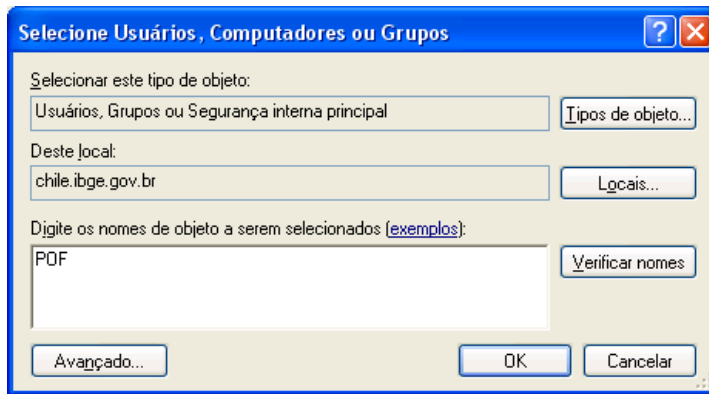 Selecione Usuários, Computadores ou Grupos
Selecionar este tipo de objeto:
Usuários, Grupos ou Segurança interna principal
Tipos de objeto...
Deste local:
chile.ibge.gov.br
Locais...
Digite os nomes de objeto a serem selecionados (exemplos):
POF
Verificar nomes
Avançado...
OK
Cancelar